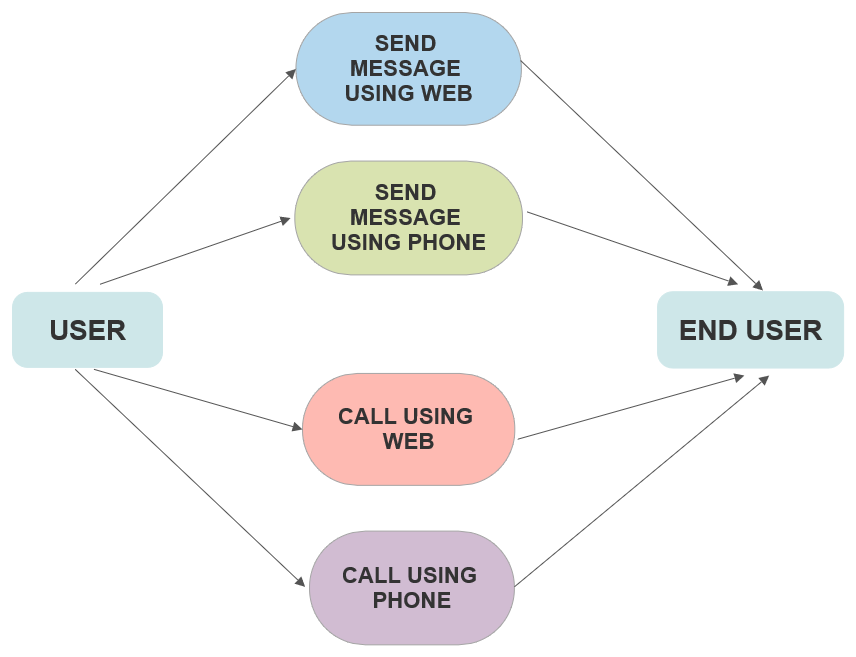 SEND
MESSAGE
USING WEB
SEND
MESSAGE
USING PHONE
USER
END USER
CALL USING
WEB
CALL USING
PHONE